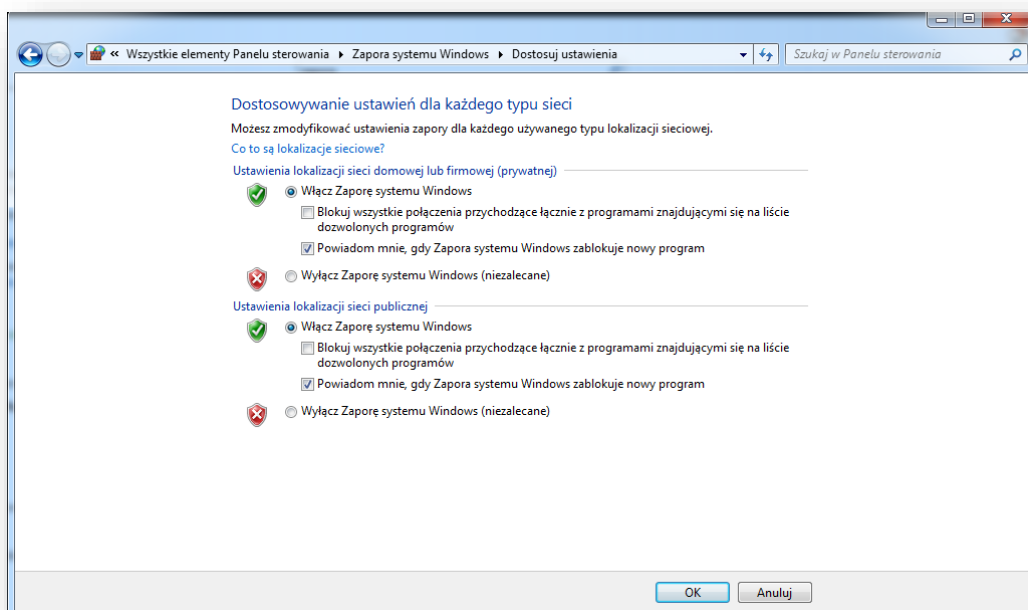 « Wszystkie elementy Panelu sterowania ▸ Zapora systemu Windows ▸ Dostosuj ustawienia
Szukaj w Panelu sterowania
Dostosowywanie ustawień dla każdego typu sieci
Możesz zmodyfikować ustawienia zapory dla każdego używanego typu lokalizacji sieciowej.
Co to są lokalizacje sieciowe?
Ustawienia lokalizacji sieci domowej lub firmowej (prywatnej)
Włącz Zaporę systemu Windows
Blokuj wszystkie połączenia przychodzące łącznie z programami znajdującymi się na liście
dozwolonych programów
Powiadom mnie, gdy Zapora systemu Windows zablokuje nowy program
Wyłącz Zaporę systemu Windows (niezalecane)
Ustawienia lokalizacji sieci publicznej
Włącz Zaporę systemu Windows
Blokuj wszystkie połączenia przychodzące łącznie z programami znajdującymi się na liście
dozwolonych programów
Powiadom mnie, gdy Zapora systemu Windows zablokuje nowy program
Wyłącz Zaporę systemu Windows (niezalecane)
OK
Anuluj